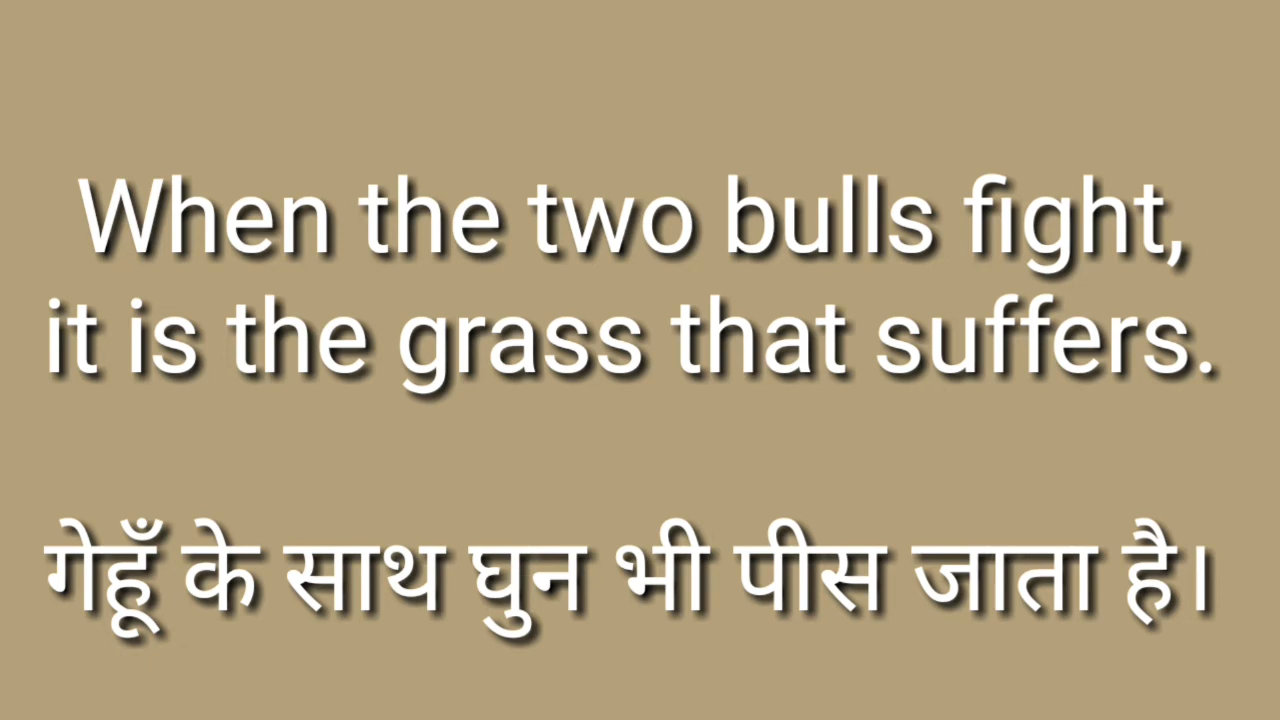 When the two bulls fight,
it is the grass that suffers.
गेहूँ के साथ घुन भी पीस जाता है।